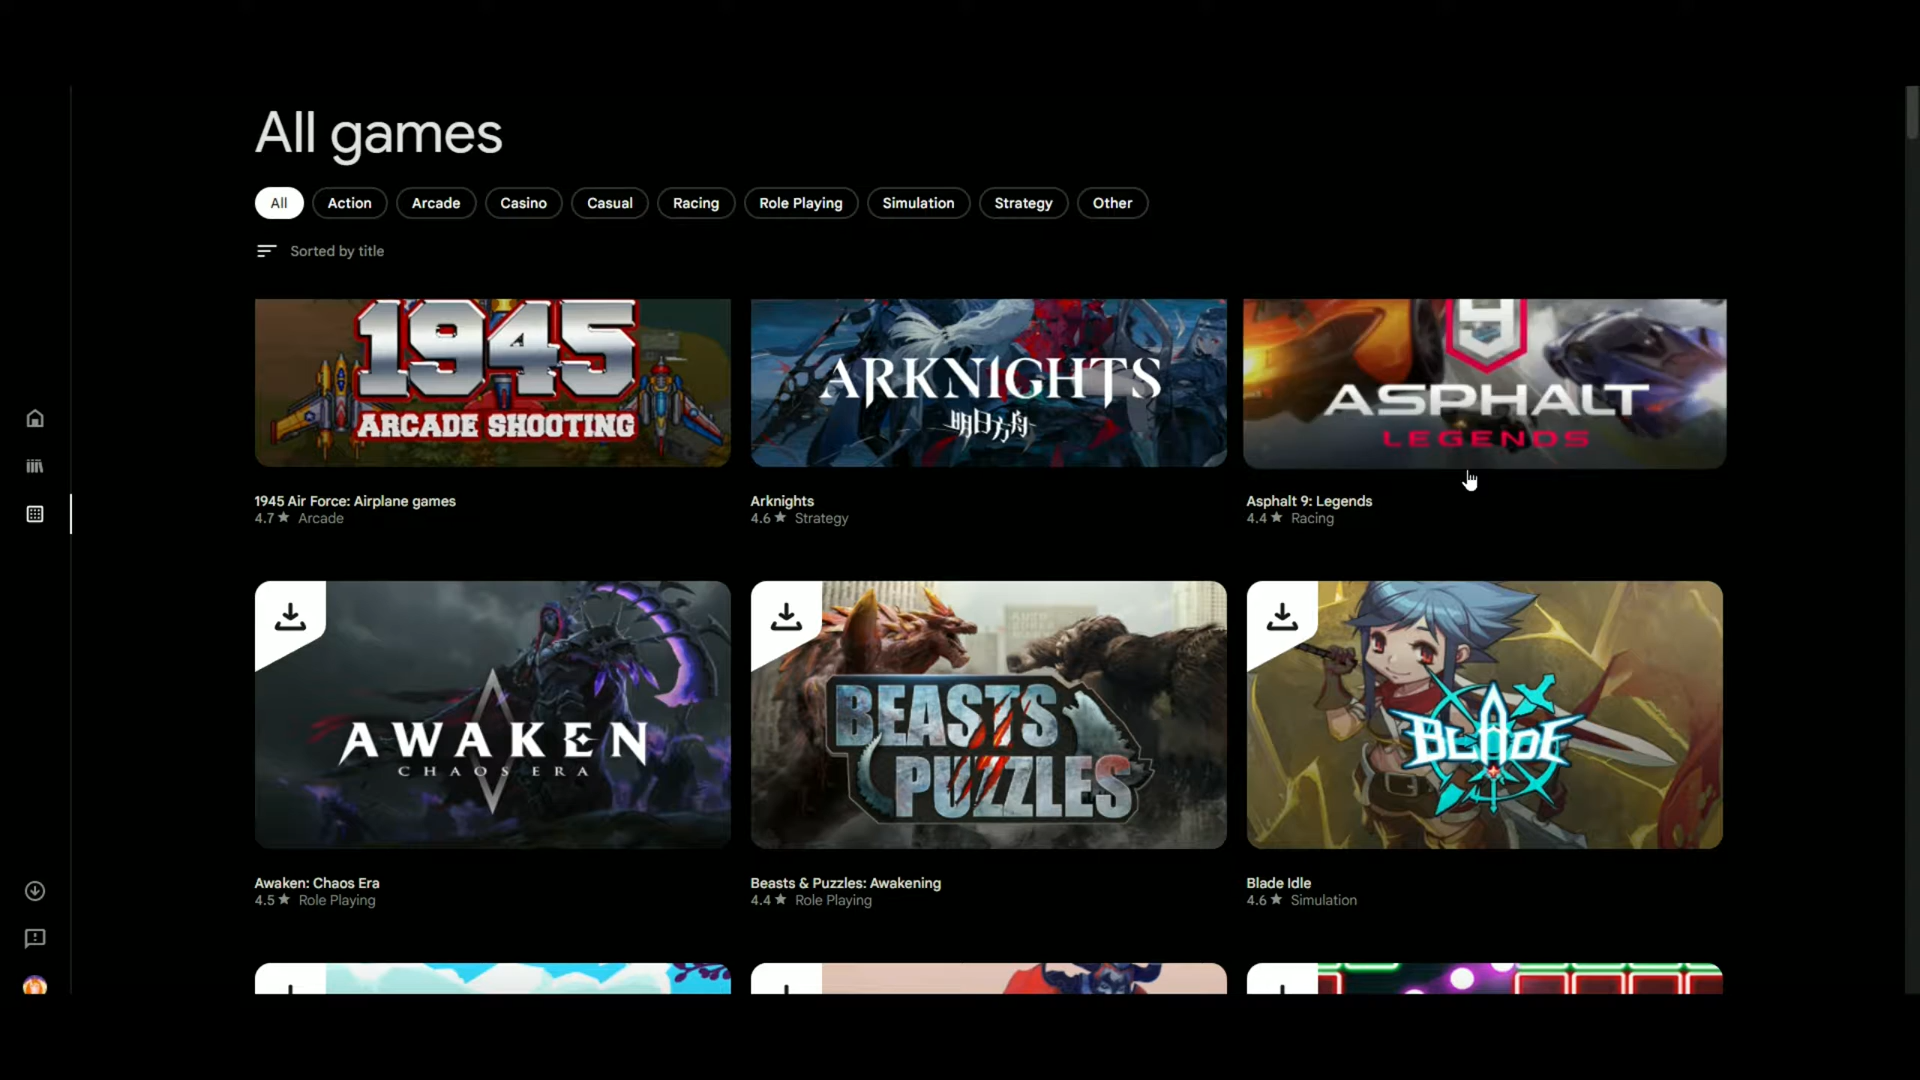 All games
All
Action
Arcade
Casino
Casual
Racing
Role Playing
Simulation
Strategy
Other
Sorted by title
1945
ARCADE SHOOTING
ARKNIGHTS
明日方舟
9
ASPHALT
LEGENDS
1945 Air Force: Airplane games
4.7 ★ Arcade
Arknights
4.6 ★ Strategy
Asphalt 9: Legends
4.4 ★ Racing
AWAKEN
CHAOS ERA
BEASTS
PUZZLES
BLADE
Awaken: Chaos Era
4.5 ★ Role Playing
Beasts & Puzzles: Awakening
4.4 ★ Role Playing
Blade Idle
4.6 ★ Simulation